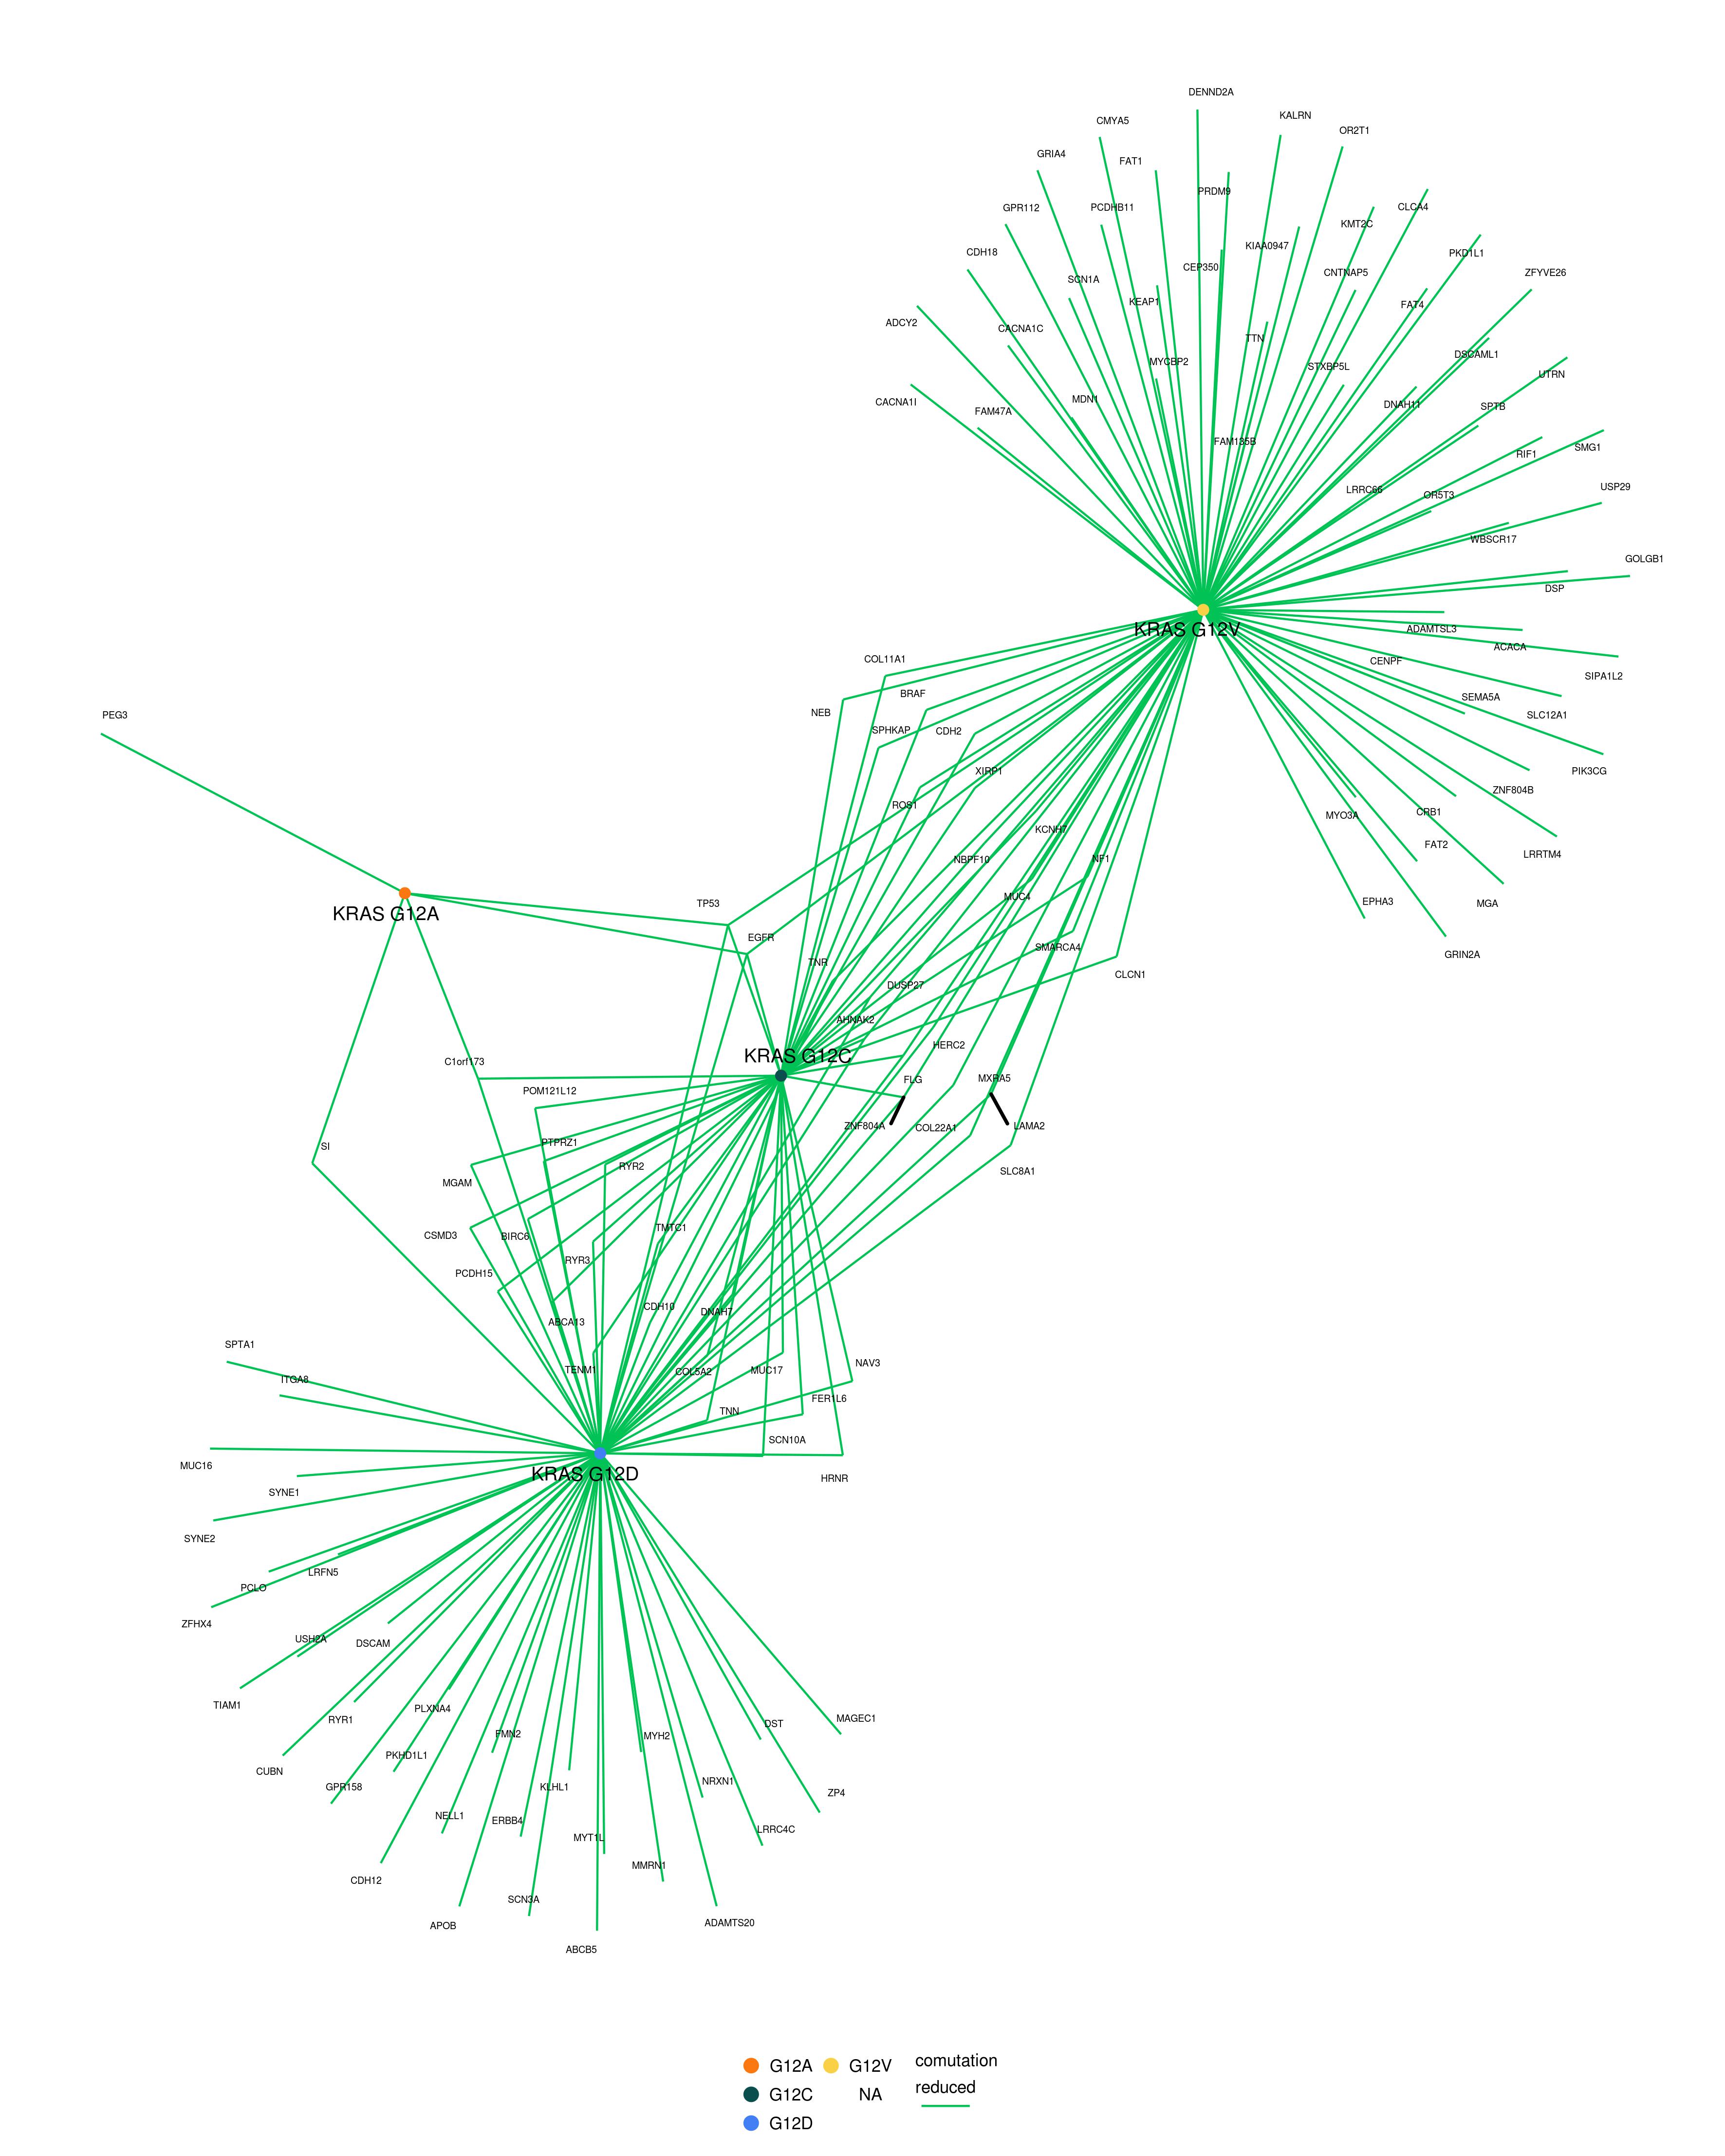 DENND2A
KALRN
CMYA5
OR2T1
GRIA4
FAT1
PRDM9
GPR112
PCDHB11
CLCA4
KMT2C
KIAA0947
CDH18
PKD1L1
CEP350
CNTNAP5
ZFYVE26
SCN1A
KEAP1
FAT4
ADCY2
CACNA1C
TTN
DSCAML1
MYCBP2
STXBP5L
UTRN
CACNA1I
FAM47A
MDN1
DNAH11
SPTB
FAM135B
SMG1
RIF1
LRRC66
OR5T3
USP29
WBSCR17
GOLGB1
DSP
KRAS G12V
ADAMTSL3
ACACA
COL11A1
CENPF
SIPA1L2
BRAF
SEMA5A
PEG3
NEB
SLC12A1
SPHKAP
CDH2
XIRP1
PIK3CG
ZNF804B
ROS1
MYO3A
CRB1
KCNH7
FAT2
NBPF10
NF1
LRRTM4
MUC4
TP53
EPHA3
MGA
KRAS G12A
EGFR
SMARCA4
GRIN2A
TNR
CLCN1
DUSP27
AHNAK2
HERC2
KRAS G12C
C1orf173
FLG
MXRA5
POM121L12
ZNF804A
COL22A1
LAMA2
SI
PTPRZ1
RYR2
SLC8A1
MGAM
TMTC1
CSMD3
BIRC6
RYR3
PCDH15
CDH10
DNAH7
ABCA13
SPTA1
NAV3
TENM1
COL5A2
MUC17
ITGA8
FER1L6
TNN
SCN10A
MUC16
KRAS G12D
HRNR
SYNE1
SYNE2
LRFN5
PCLO
ZFHX4
USH2A
DSCAM
TIAM1
PLXNA4
RYR1
MAGEC1
DST
FMN2
MYH2
PKHD1L1
CUBN
NRXN1
GPR158
KLHL1
ZP4
NELL1
ERBB4
LRRC4C
MYT1L
MMRN1
CDH12
SCN3A
APOB
ADAMTS20
ABCB5
G12A
G12V
comutation
G12C
NA
reduced
G12D